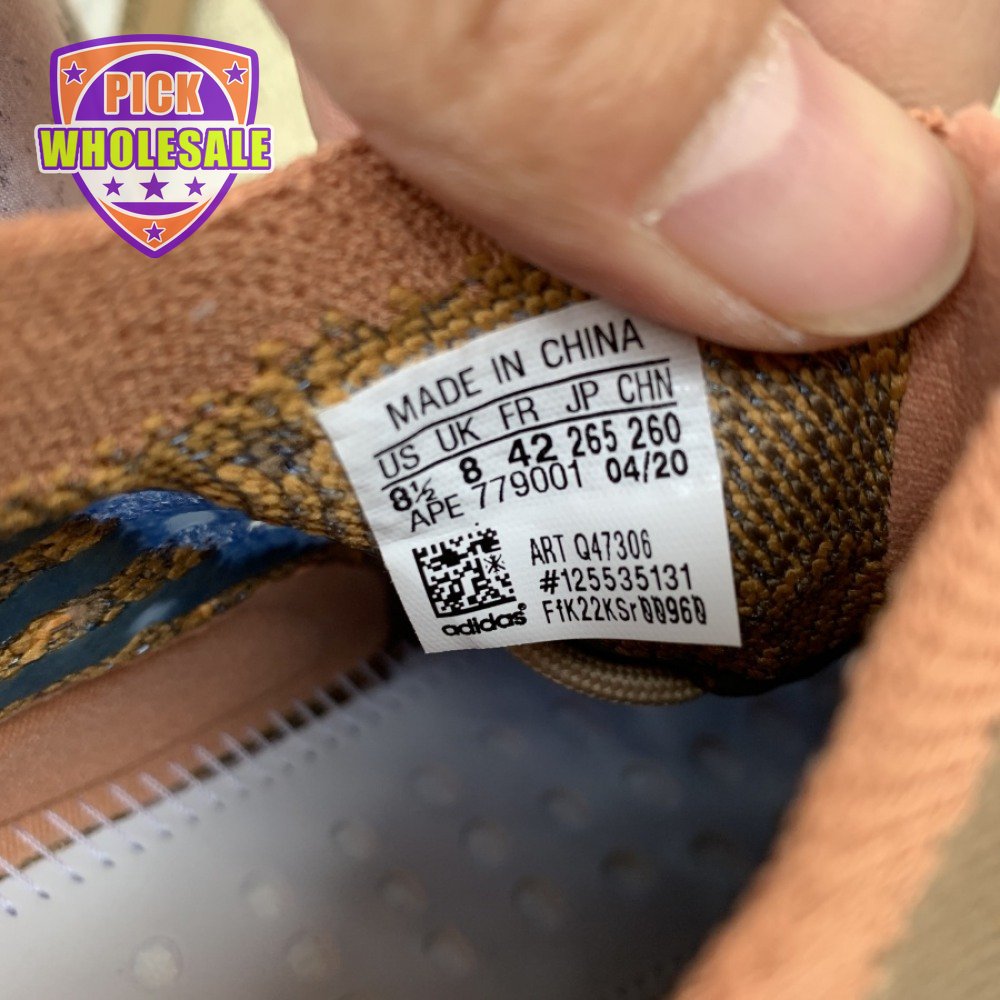 PICK
WHOLESALE
MADE IN CHINA
US UK FR JP CHN
8½ 8 42 265 260
APE 779001 04/20
ART Q47306
#125535131
FfK22KSr00960
adidas